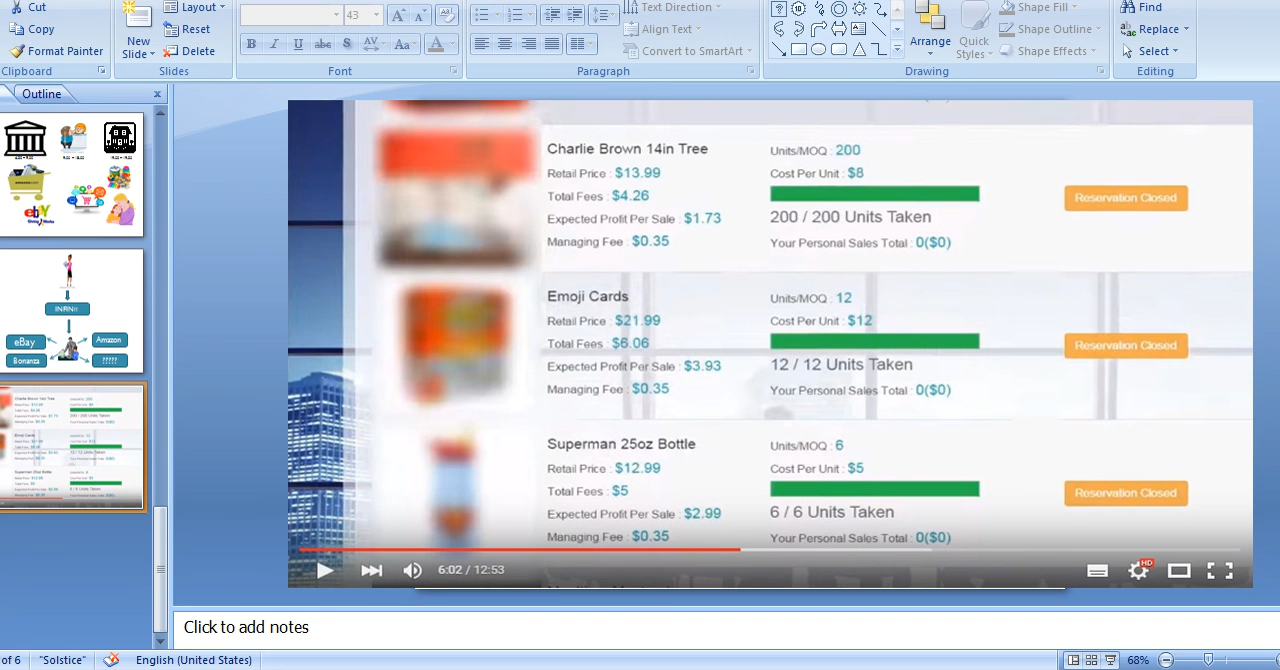 Cut
Copy
Format Painter
Clipboard
New
Slide
Layout
Reset
Delete
Slides
43
B I U abc S AV Aa A
Font
Text Direction
Align Text
Convert to SmartArt
Paragraph
Arrange
Quick
Styles
Shape Fill
Shape Outline
Shape Effects
Drawing
Find
Replace
Select
Editing
Outline
eBay
Amazon
Bonanza
?????
Charlie Brown 14in Tree
Retail Price : $13.99
Total Fees : $4.26
Expected Profit Per Sale : $1.73
Managing Fee : $0.35
Units/MOQ : 200
Cost Per Unit : $8
200 / 200 Units Taken
Your Personal Sales Total : 0($0)
Reservation Closed
Emoji Cards
Retail Price : $21.99
Total Fees : $6.06
Expected Profit Per Sale : $3.93
Managing Fee : $0.35
Units/MOQ : 12
Cost Per Unit : $12
12 / 12 Units Taken
Your Personal Sales Total : 0($0)
Reservation Closed
Superman 25oz Bottle
Retail Price : $12.99
Total Fees : $5
Expected Profit Per Sale : $2.99
Managing Fee : $0.35
Units/MOQ : 6
Cost Per Unit : $5
6 / 6 Units Taken
Your Personal Sales Total : 0($0)
Reservation Closed
6:02 / 12:53
HD
Click to add notes
of 6
"Solstice"
English (United States)
68%